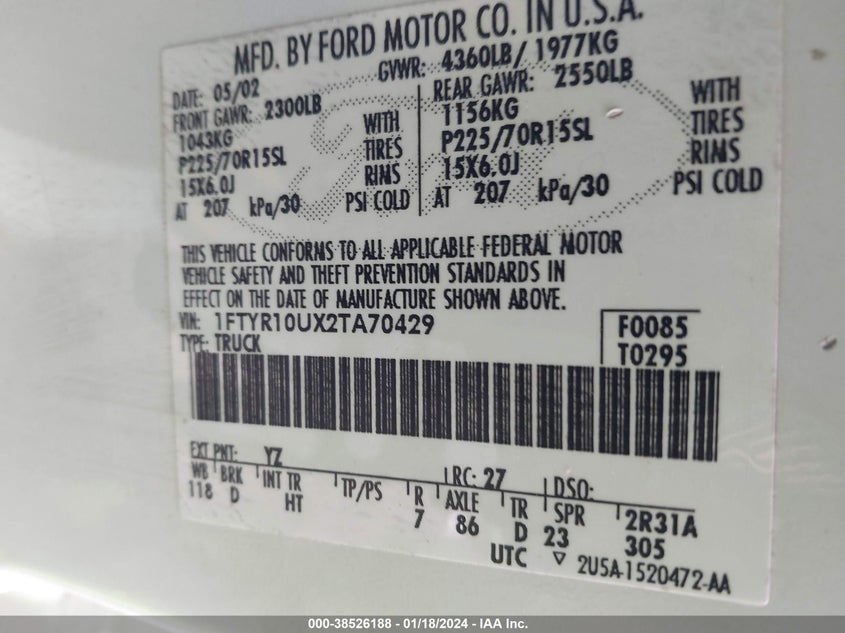 MFD. BY FORD MOTOR CO. IN U.S.A.
DATE: 05/02 GVWR: 4360LB/ 1977KG
FRONT GAWR: 2300LB REAR GAWR: 2550LB
1043KG WITH 1156KG WITH
P225/70R15SL TIRES P225/70R15SL TIRES
15X6.0J RIMS 15X6.0J RIMS
AT 207 kPa/30 PSI COLD AT 207 kPa/30 PSI COLD
THIS VEHICLE CONFORMS TO ALL APPLICABLE FEDERAL MOTOR
VEHICLE SAFETY AND THEFT PREVENTION STANDARDS IN
EFFECT ON THE DATE OF MANUFACTURE SHOWN ABOVE.
VIN: 1FTYR10UX2TA70429 F0085
TYPE: TRUCK T0295
EXT PNT: YZ RC: 27 DSO:
WB BRK INT TR TP/PS R AXLE TR SPR 2R31A
118 D HT 7 86 D 23 305
UTC ▽ 2U5A-1520472-AA
000-38526188 - 01/18/2024 - IAA Inc.